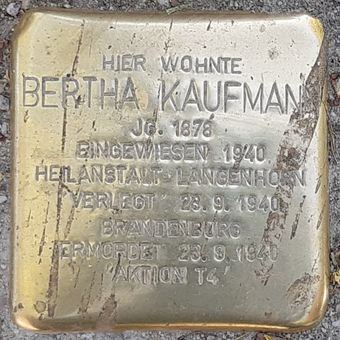 HIER WOHNTE
BERTHA KAUFMANN
JG. 1878
EINGEWIESEN 1940
HEILANSTALT-LANGENHORN
'VERLEGT' 23.9.1940
BRANDENBURG
ERMORDET 23.9.1940
'AKTION T4'